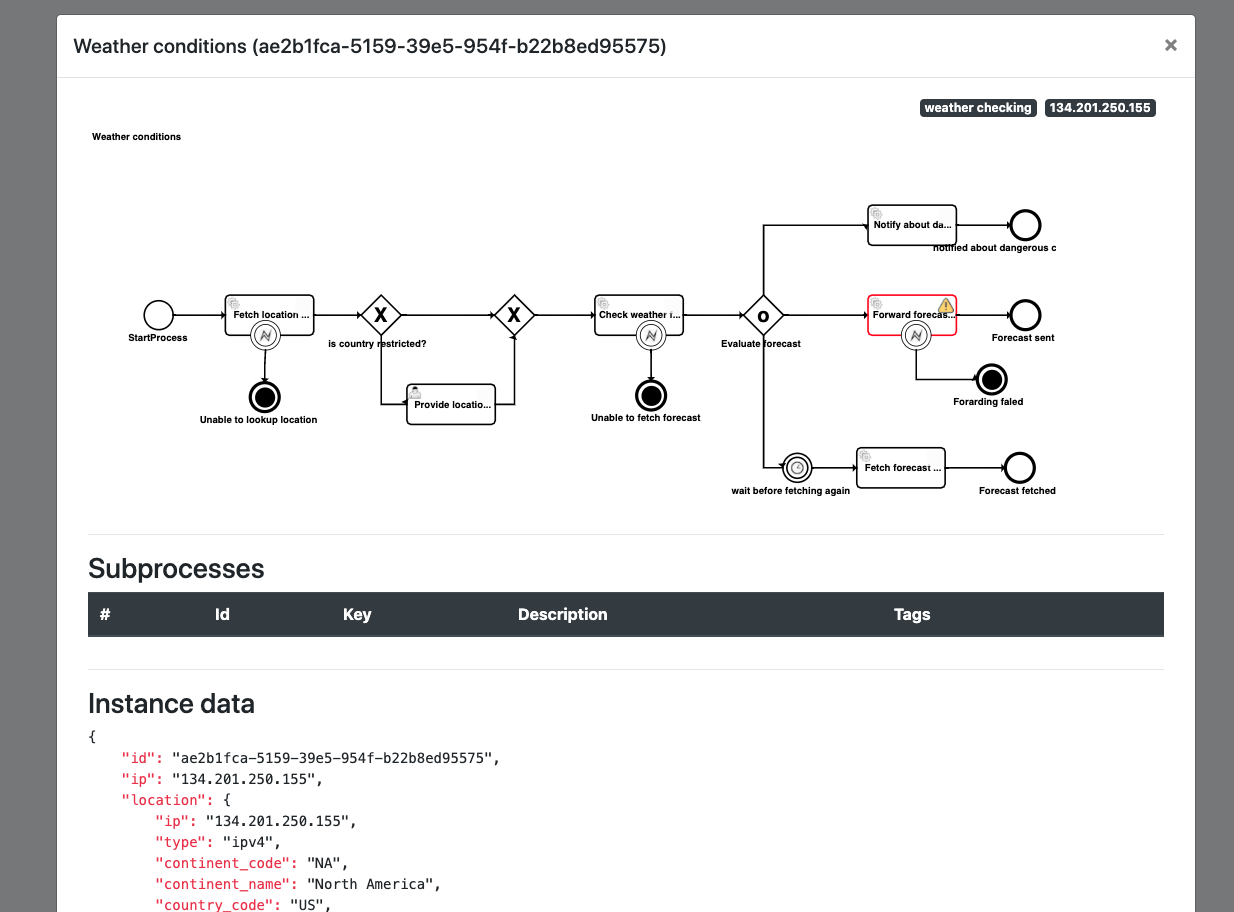 Weather conditions (ae2b1fca-5159-39e5-954f-b22b8ed95575)
×
weather checking 134.201.250.155
Weather conditions
Notify about da...
notified about dangerous c
StartProcess
Fetch location ...
Unable to lookup location
X
is country restricted?
Provide locatio...
X
Check weather f...
Unable to fetch forecast
o
Evaluate forecast
Forward forecas...
Forecast sent
Forarding faled
wait before fetching again
Fetch forecast ...
Forecast fetched
Subprocesses
# Id Key Description Tags
Instance data
{
"id": "ae2b1fca-5159-39e5-954f-b22b8ed95575",
"ip": "134.201.250.155",
"location": {
"ip": "134.201.250.155",
"type": "ipv4",
"continent_code": "NA",
"continent_name": "North America",
"country_code": "US",